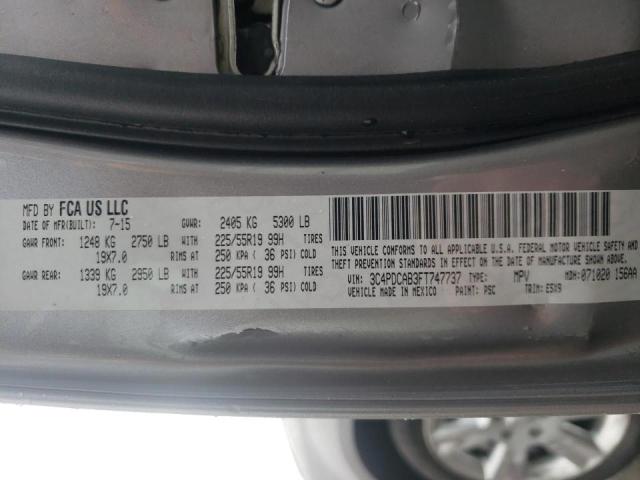 MFD BY FCA US LLC
DATE OF MFR(BUILT): 7-15 GVWR: 2405 KG 5300 LB
GAWR FRONT: 1248 KG 2750 LB WITH 225/55R19 99H TIRES
19X7.0 RIMS AT 250 KPA ( 36 PSI) COLD
GAWR REAR: 1339 KG 2950 LB WITH 225/55R19 99H TIRES
19X7.0 RIMS AT 250 KPA ( 36 PSI) COLD
THIS VEHICLE CONFORMS TO ALL APPLICABLE U.S.A. FEDERAL MOTOR VEHICLE SAFETY AND
THEFT PREVENTION STANDARDS IN EFFECT ON THE DATE OF MANUFACTURE SHOWN ABOVE.
VIN: 3C4PDCAB3FT747737 TYPE: MPV MDH: 071020 156AA
VEHICLE MADE IN MEXICO PAINT: PSC TRIM: E5X9